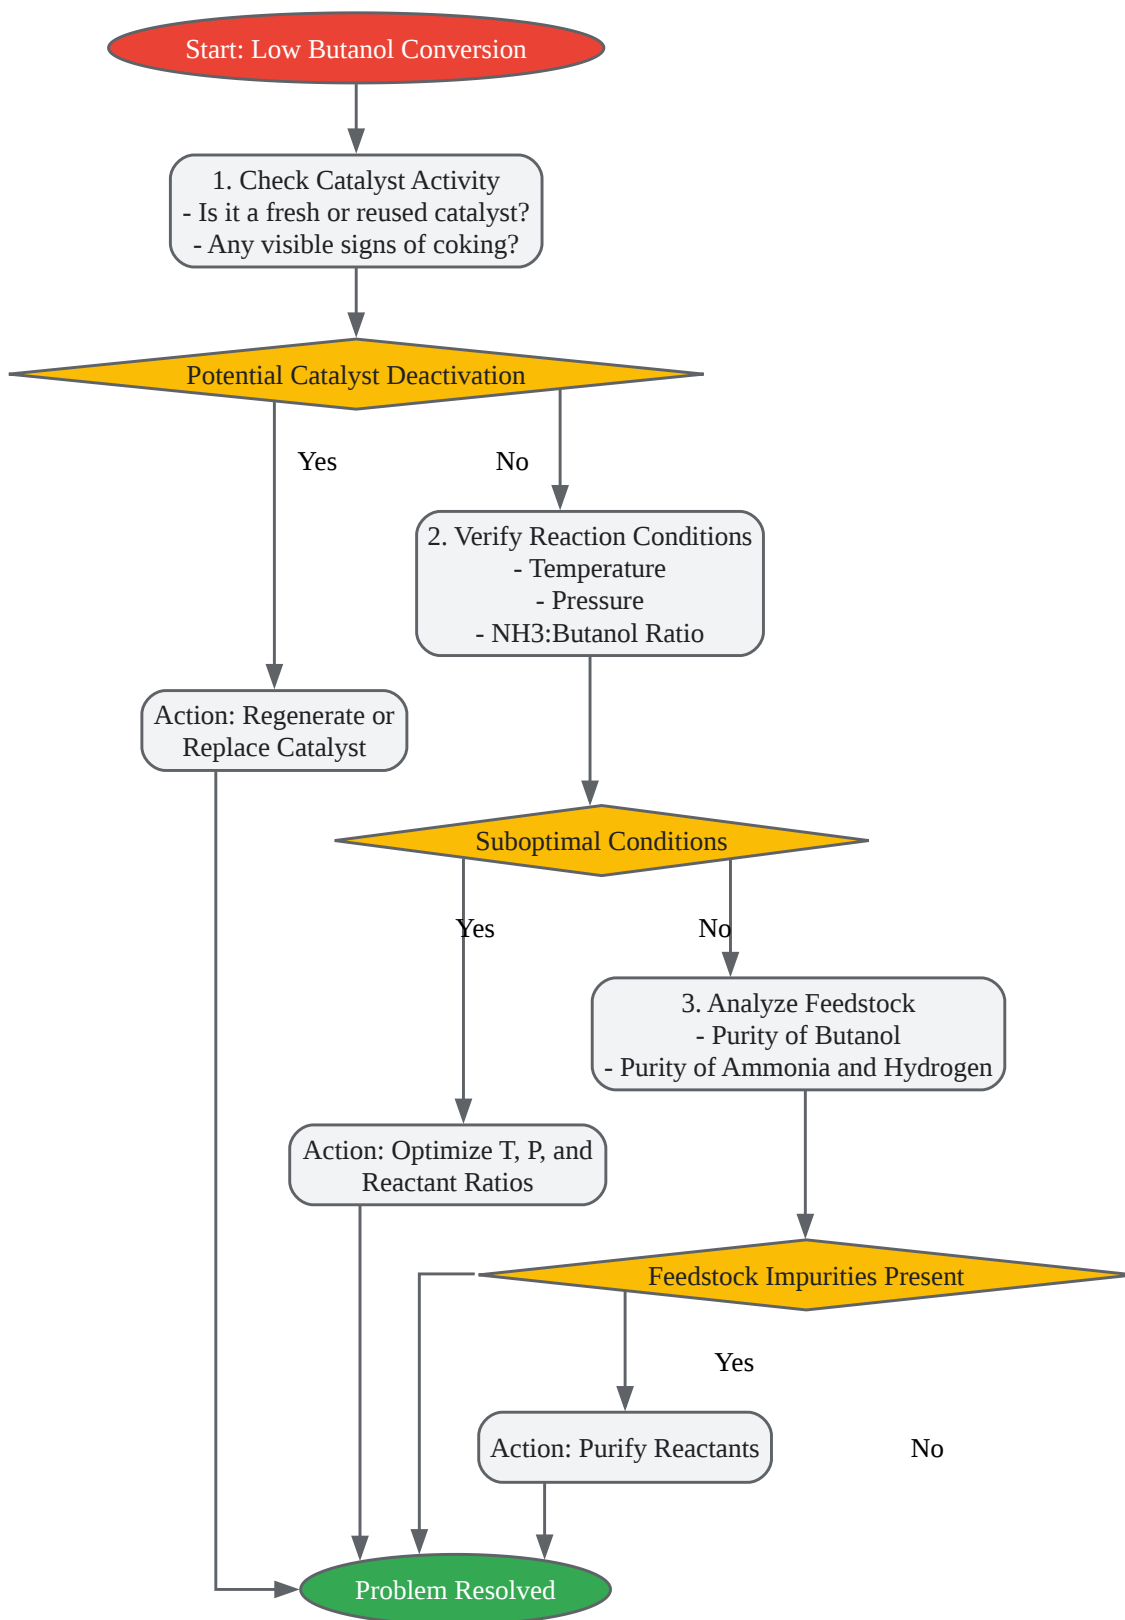 Start: Low Butanol Conversion
1. Check Catalyst Activity
- Is it a fresh or reused catalyst?
- Any visible signs of coking?
Potential Catalyst Deactivation
Yes
No
2. Verify Reaction Conditions
- Temperature
- Pressure
- NH3:Butanol Ratio
Action: Regenerate or
Replace Catalyst
Suboptimal Conditions
Yes
No
3. Analyze Feedstock
- Purity of Butanol
- Purity of Ammonia and Hydrogen
Action: Optimize T, P, and
Reactant Ratios
Feedstock Impurities Present
Yes
Action: Purify Reactants
No
Problem Resolved